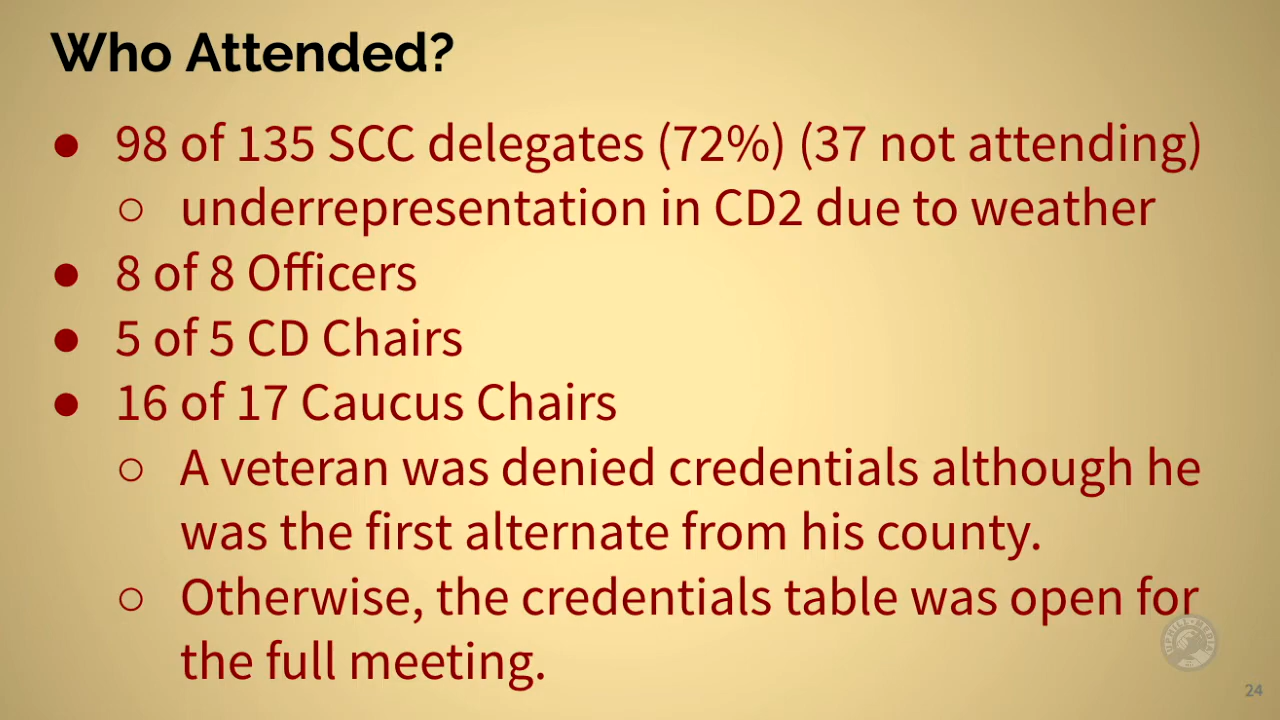 Who Attended?
● 98 of 135 SCC delegates (72%) (37 not attending)
○ underrepresentation in CD2 due to weather
● 8 of 8 Officers
● 5 of 5 CD Chairs
● 16 of 17 Caucus Chairs
○ A veteran was denied credentials although he
was the first alternate from his county.
○ Otherwise, the credentials table was open for
the full meeting.
24